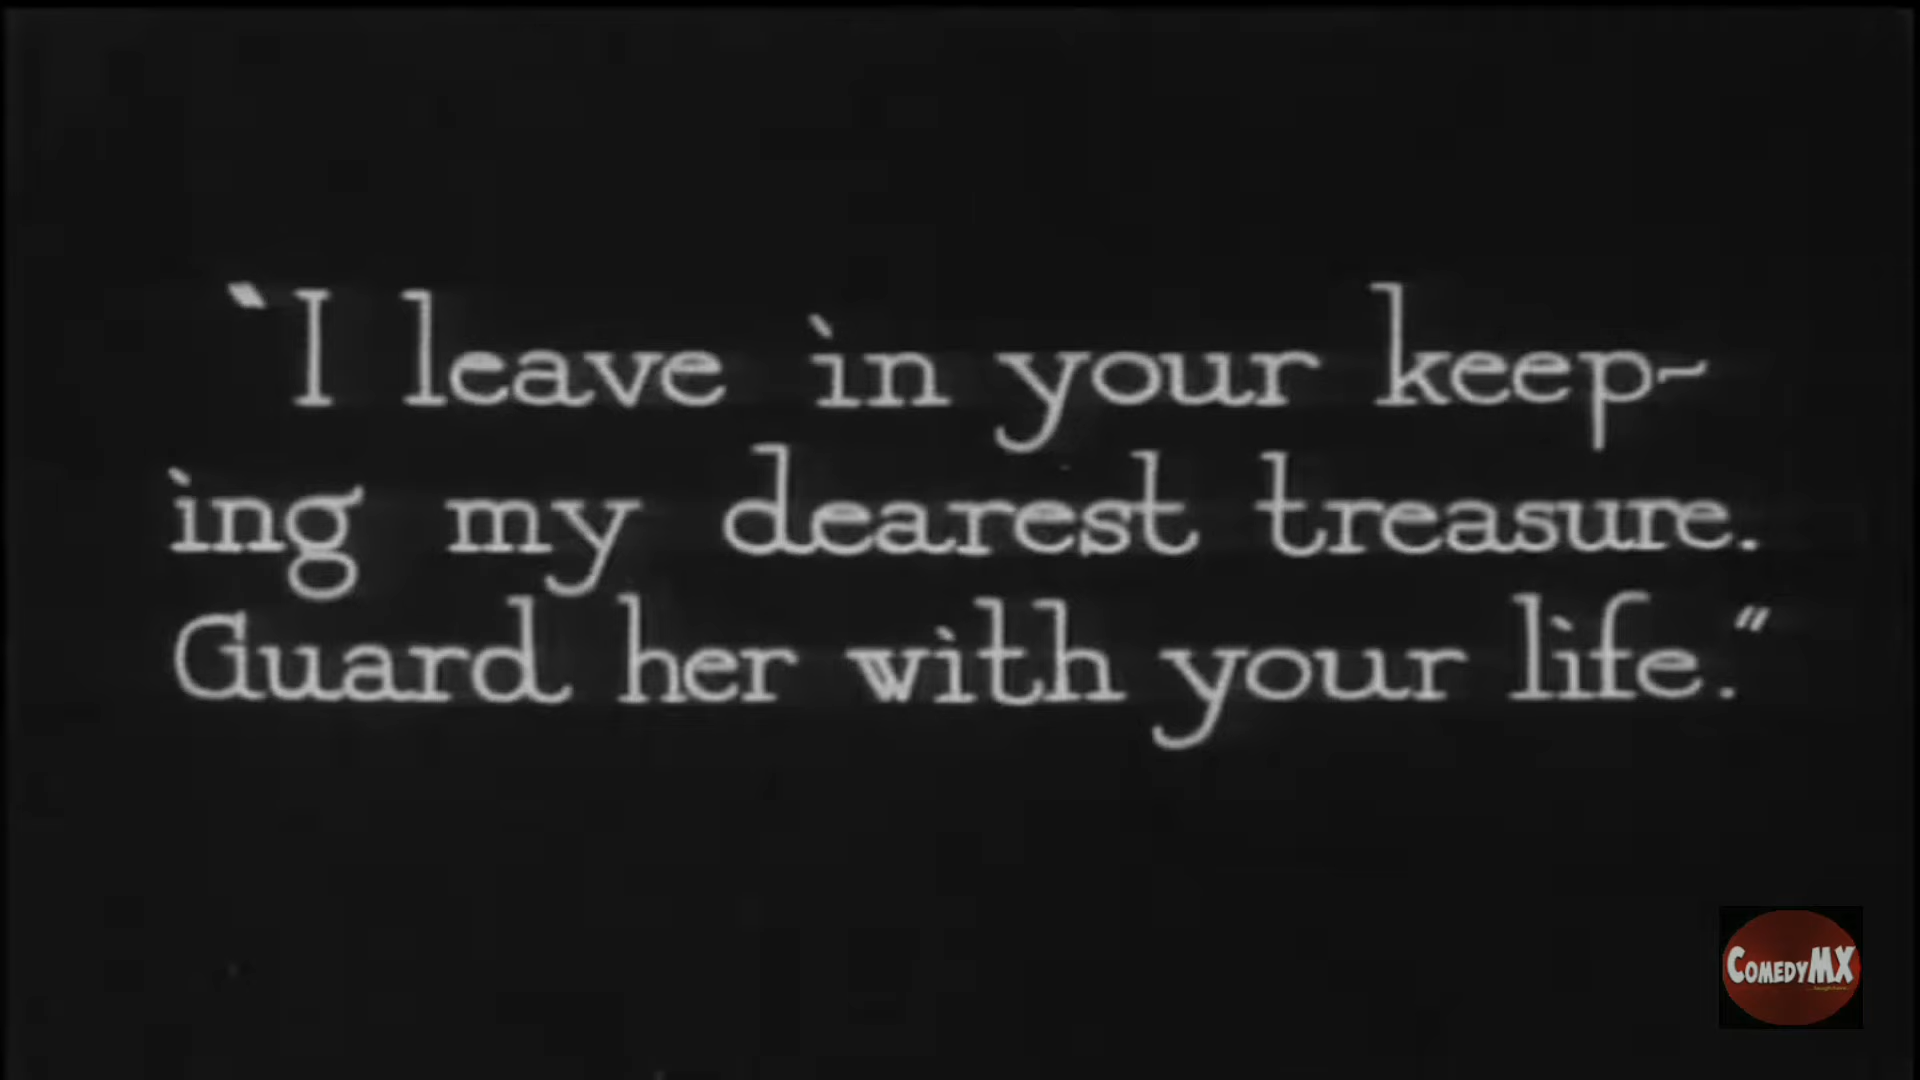 "I leave in your keep-
ing my dearest treasure.
Guard her with your life."
COMEDYMX